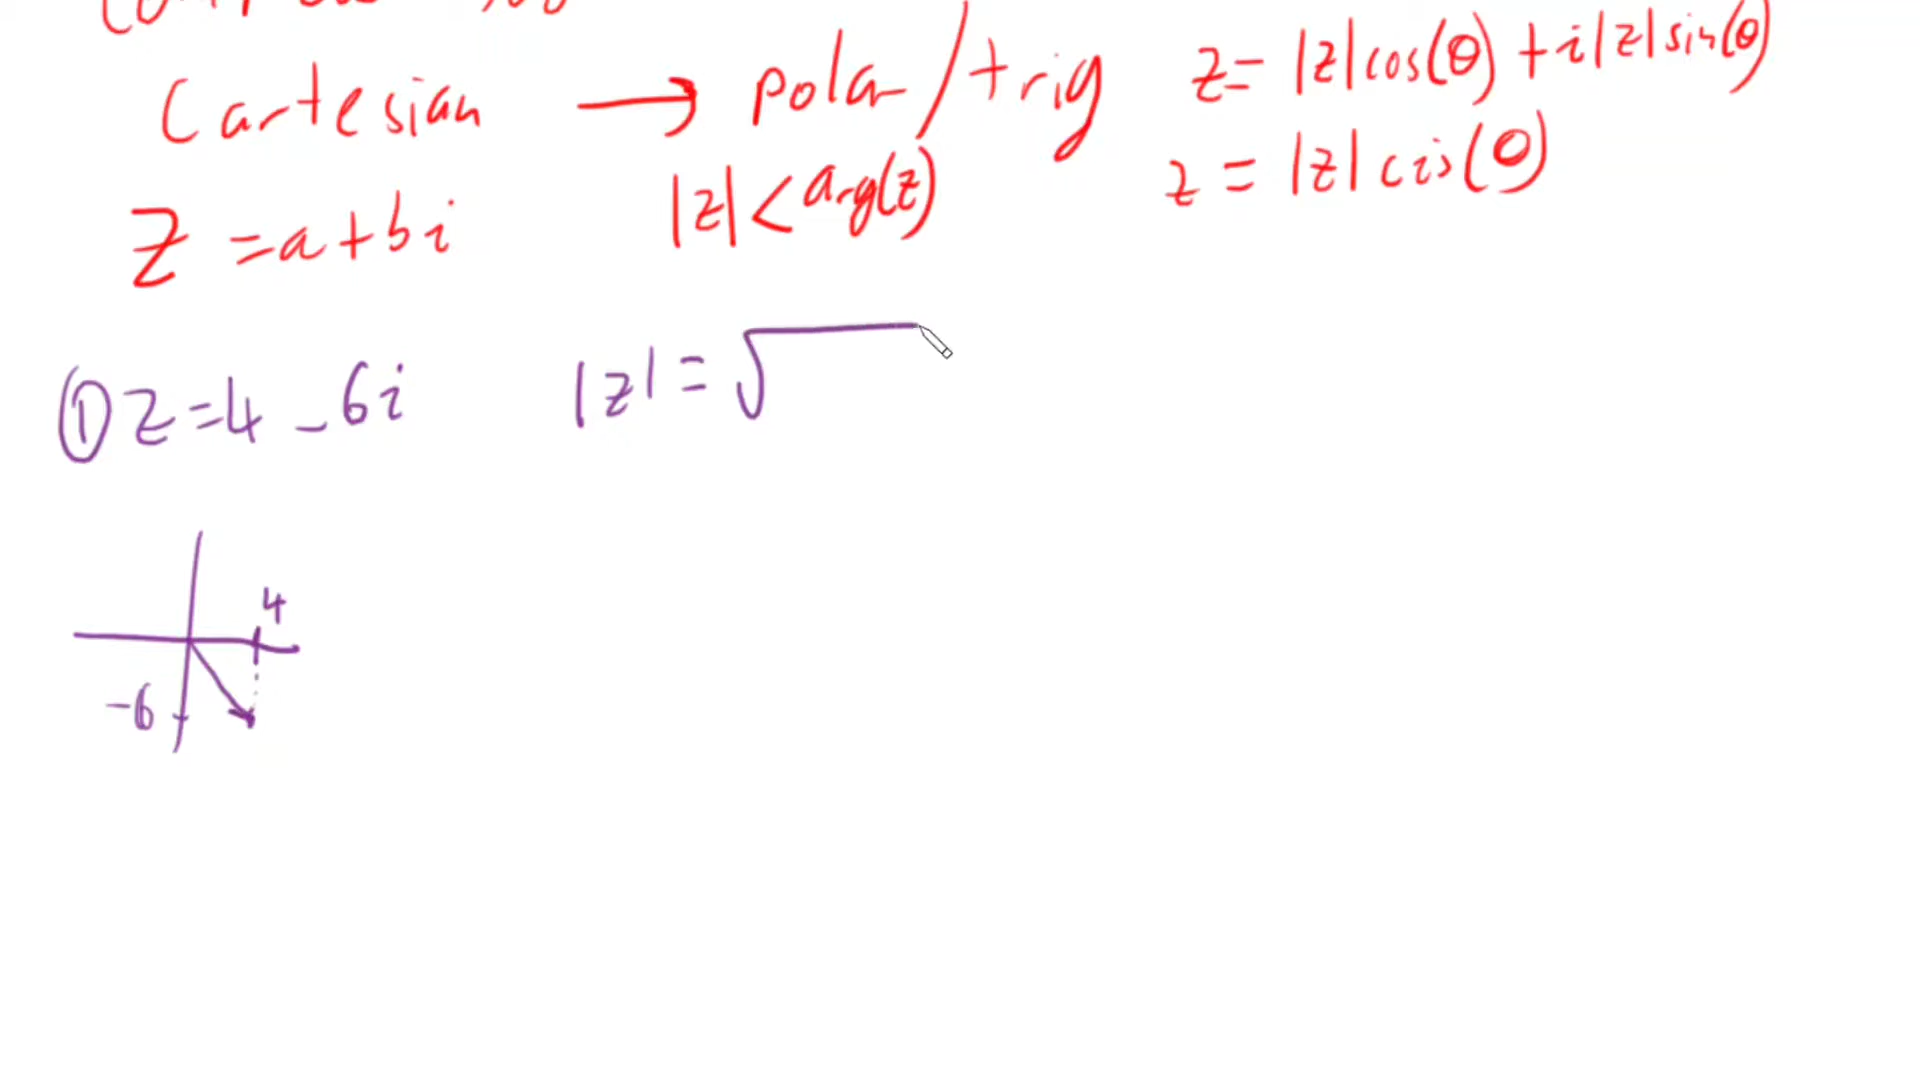 Cartesian → polar/trig z= |z|cos(θ) + i|z|sin(θ)
z = |z| cis(θ)
|z| < arg(z)
Z = a + bi
① Z = 4 - 6i |z| = √
4
-6